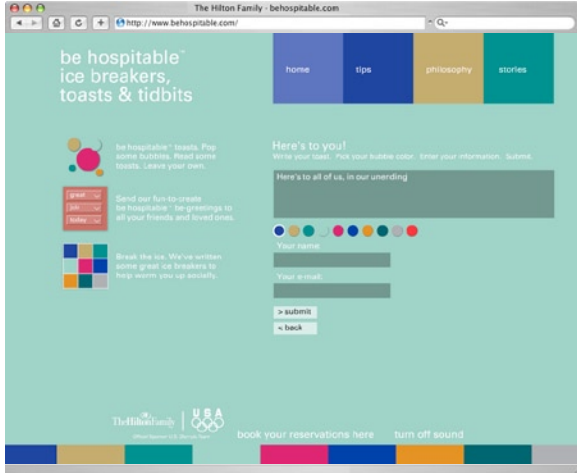 The Hilton Family - behospitable.com
http://www.behospitable.com/
Q-
be hospitable™
ice breakers,
toasts & tidbits
home
tips
philosophy
stories
be hospitable™ toasts. Pop
some bubbles. Read some
toasts. Leave your own.
great
job
today
Send our fun-to-create
be hospitable™ be-greetings to
all your friends and loved ones.
Break the ice. We've written
some great ice breakers to
help warm you up socially.
Here's to you!
Write your toast. Pick your bubble color. Enter your information. Submit.
Here's to all of us, in our unerding
Your name:
Your e-mail:
> submit
< back
The Hilton Family
USA
book your reservations here
turn off sound